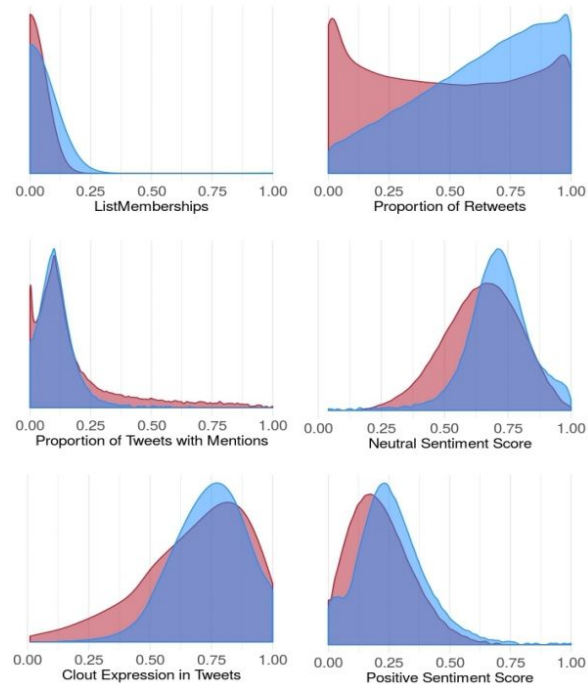 0.00 0.25 0.50 0.75 1.00
ListMemberships
0.00 0.25 0.50 0.75 1.00
Proportion of Retweets
0.00 0.25 0.50 0.75 1.00
Proportion of Tweets with Mentions
0.00 0.25 0.50 0.75 1.00
Neutral Sentiment Score
0.00 0.25 0.50 0.75 1.00
Clout Expression in Tweets
0.00 0.25 0.50 0.75 1.00
Positive Sentiment Score